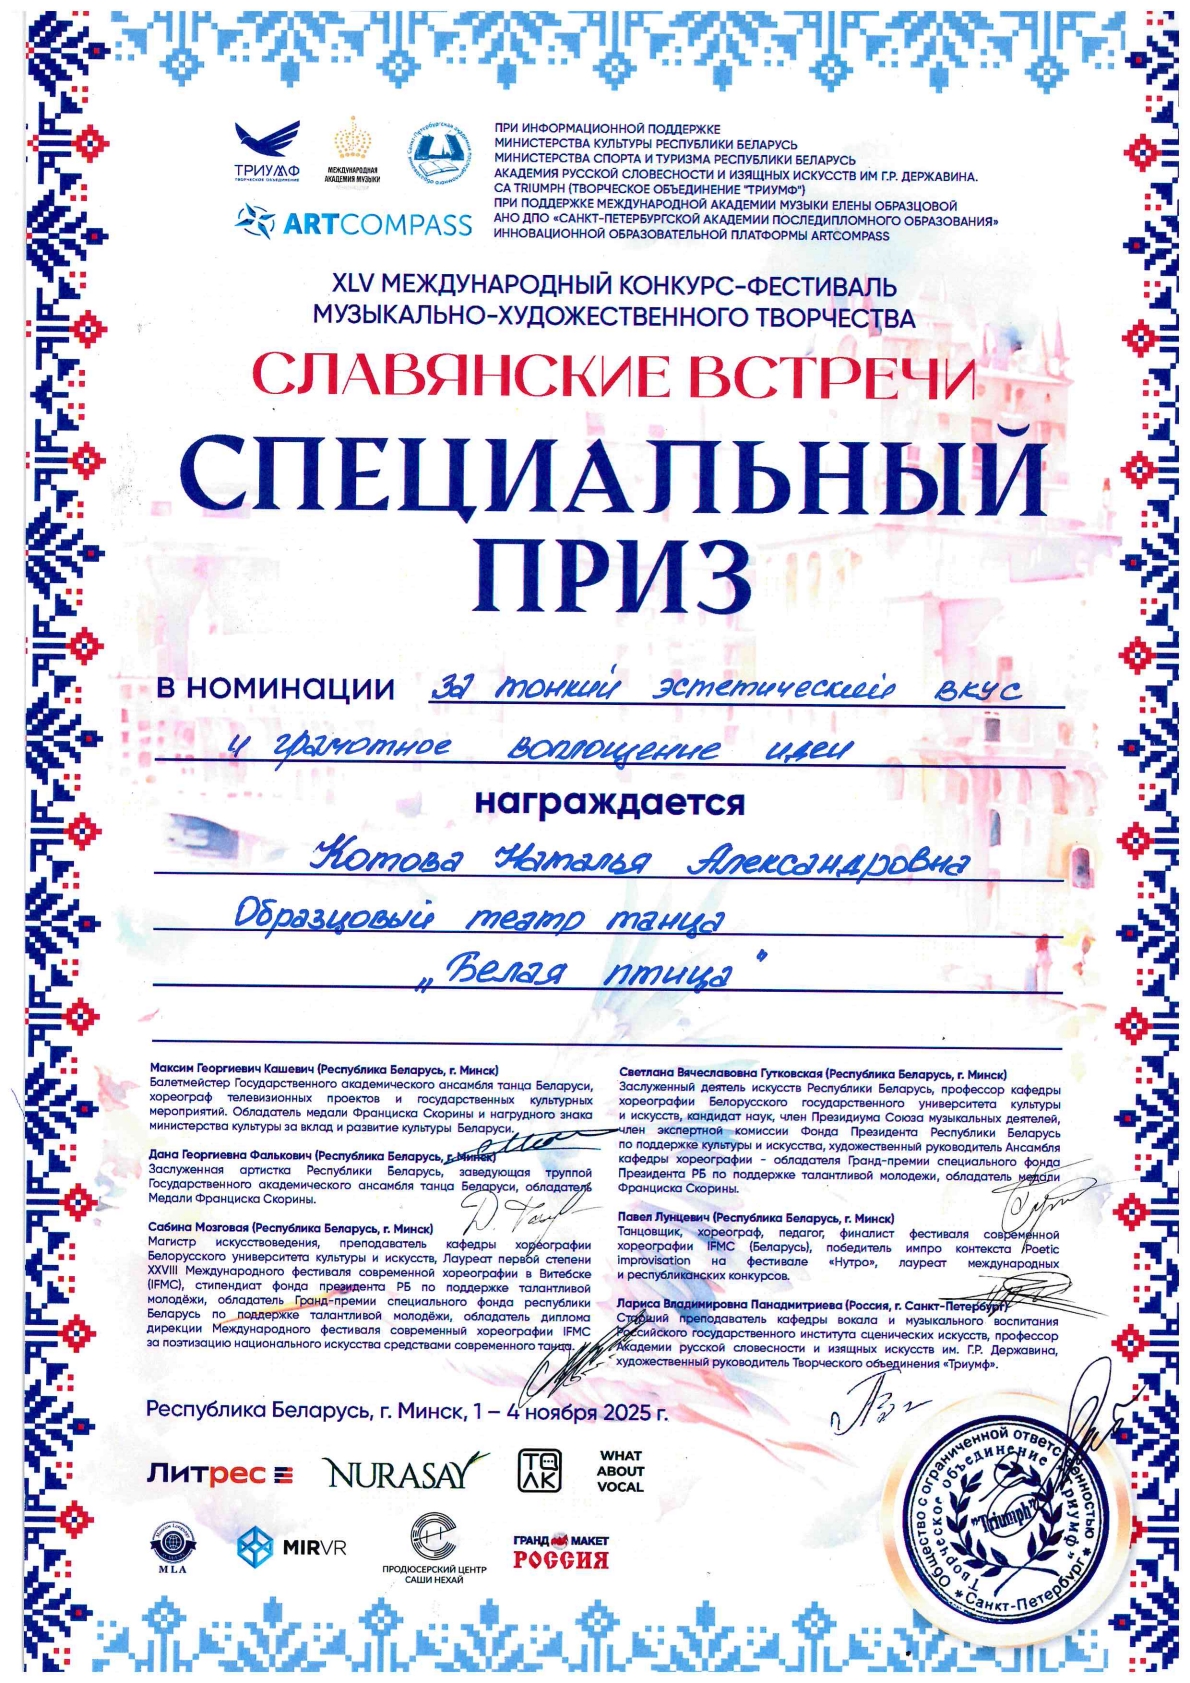 ТРИУМФ
ТВОРЧЕСКОЕ ОБЪЕДИНЕНИЕ
МЕЖДУНАРОДНАЯ
АКАДЕМИЯ МУЗЫКИ
ARTCOMPASS
ПРИ ИНФОРМАЦИОННОЙ ПОДДЕРЖКЕ
МИНИСТЕРСТВА КУЛЬТУРЫ РЕСПУБЛИКИ БЕЛАРУСЬ
МИНИСТЕРСТВА СПОРТА И ТУРИЗМА РЕСПУБЛИКИ БЕЛАРУСЬ
АКАДЕМИЯ РУССКОЙ СЛОВЕСНОСТИ И ИЗЯЩНЫХ ИСКУССТВ ИМ Г.Р. ДЕРЖАВИНА.
CA TRIUMPH (ТВОРЧЕСКОЕ ОБЪЕДИНЕНИЕ "ТРИУМФ")
ПРИ ПОДДЕРЖКЕ МЕЖДУНАРОДНОЙ АКАДЕМИИ МУЗЫКИ ЕЛЕНЫ ОБРАЗЦОВОЙ
АНО ДПО «САНКТ-ПЕТЕРБУРГСКОЙ АКАДЕМИИ ПОСЛЕДИПЛОМНОГО ОБРАЗОВАНИЯ»
ИННОВАЦИОННОЙ ОБРАЗОВАТЕЛЬНОЙ ПЛАТФОРМЫ ARTCOMPASS
XLV МЕЖДУНАРОДНЫЙ КОНКУРС-ФЕСТИВАЛЬ
МУЗЫКАЛЬНО-ХУДОЖЕСТВЕННОГО ТВОРЧЕСТВА
СЛАВЯНСКИЕ ВСТРЕЧИ
СПЕЦИАЛЬНЫЙ
ПРИЗ
в номинации за тонкий эстетический вкус
и грамотное воплощение идеи
награждается
Котова Наталья Александровна
Образцовый театр танца
„Белая птица"
Максим Георгиевич Кашевич (Республика Беларусь, г. Минск)
Балетмейстер Государственного академического ансамбля танца Беларуси,
хореограф телевизионных проектов и государственных культурных
мероприятий. Обладатель медали Франциска Скорины и нагрудного знака
министерства культуры за вклад и развитие культуры Беларуси.
Дана Георгиевна Фалькович (Республика Беларусь, г. Минск)
Заслуженная артистка Республики Беларусь, заведующая труппой
Государственного академического ансамбля танца Беларуси, обладатель
Медали Франциска Скорины.
Сабина Мозговая (Республика Беларусь, г. Минск)
Магистр искусствоведения, преподаватель кафедры хореографии
Белорусского университета культуры и искусств, Лауреат первой степени
XXVIII Международного фестиваля современной хореографии в Витебске
(IFMC), стипендиат фонда президента РБ по поддержке талантливой
молодёжи, обладатель Гранд-премии специального фонда республики
Беларусь по поддержке талантливой молодёжи, обладатель диплома
дирекции Международного фестиваля современный хореографии IFMC
за поэтизацию национального искусства средствами современного танца.
Светлана Вячеславовна Гутковская (Республика Беларусь, г. Минск)
Заслуженный деятель искусств Республики Беларусь, профессор кафедры
хореографии Белорусского государственного университета культуры
и искусств, кандидат наук, член Президиума Союза музыкальных деятелей,
член экспертной комиссии Фонда Президента Республики Беларусь
по поддержке культуры и искусства, художественный руководитель Ансамбля
кафедры хореографии – обладателя Гранд-премии специального фонда
Президента РБ по поддержке талантливой молодежи, обладатель медали
Франциска Скорины.
Павел Лунцевич (Республика Беларусь, г. Минск)
Танцовщик, хореограф, педагог, финалист фестиваля современной
хореографии IFMC (Беларусь), победитель импро контекста Poetic
improvisation на фестивале «Нутро», лауреат международных
и республиканских конкурсов.
Лариса Владимировна Панадмитриева (Россия, г. Санкт-Петербург)
Старший преподаватель кафедры вокала и музыкального воспитания
Российского государственного института сценических искусств, профессор
Академии русской словесности и изящных искусств им. Г.Р. Державина,
художественный руководитель Творческого объединения «Триумф».
Республика Беларусь, г. Минск, 1 – 4 ноября 2025 г.
Литрес
NURASAY
WHAT
ABOUT
VOCAL
MLA
MIRVR
ПРОДЮСЕРСКИЙ ЦЕНТР
САШИ НЕХАЙ
ГРАНД МАКЕТ
РОССИЯ
Общество с ограниченной ответственностью
Творческое объединение "Триумф"
"Triumph"
* Санкт-Петербург *